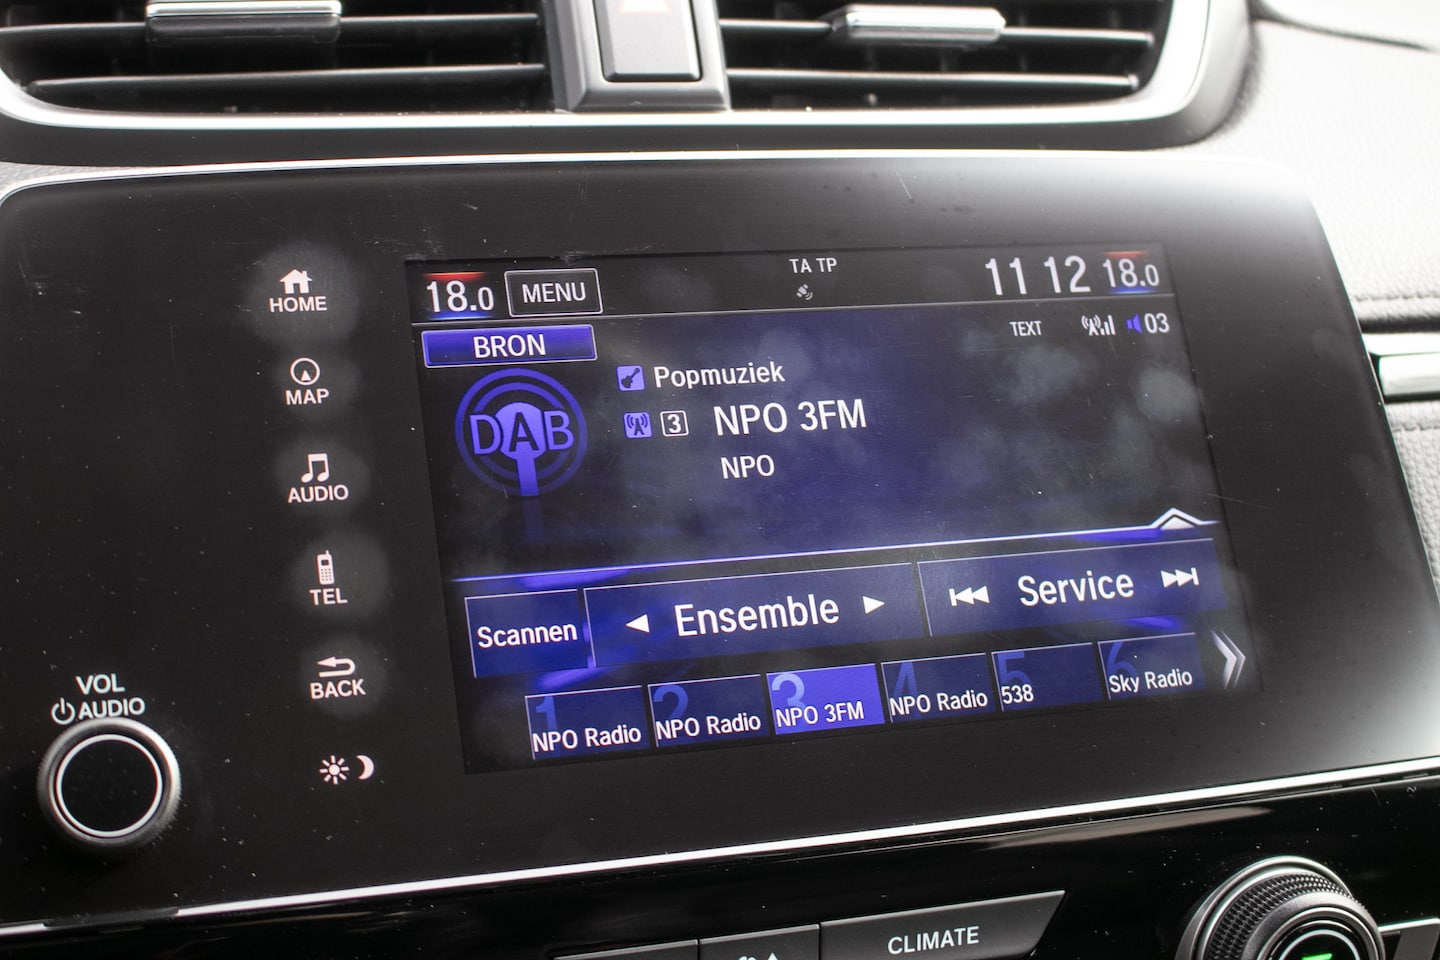 18.0
MENU
TA TP
11 12
18.0
TEXT
03
BRON
DAB
Popmuziek
3
NPO 3FM
NPO
Scannen
Ensemble
Service
1
NPO Radio
2
NPO Radio
3
NPO 3FM
4
NPO Radio
5
538
6
Sky Radio
HOME
MAP
AUDIO
TEL
BACK
VOL
AUDIO
CLIMATE